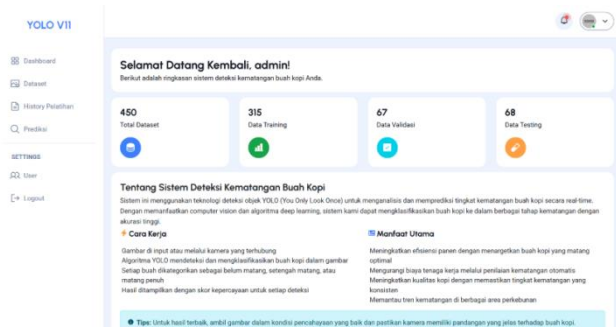 YOLO V11
Dashboard
Dataset
History Pelatihan
Prediksi
SETTINGS
User
Logout
Selamat Datang Kembali, admin!
Berikut adalah ringkasan sistem deteksi kematangan buah kopi Anda.
450
Total Dataset
315
Data Training
67
Data Validasi
68
Data Testing
Tentang Sistem Deteksi Kematangan Buah Kopi
Sistem ini menggunakan teknologi deteksi objek YOLO (You Only Look Once) untuk menganalisis dan memprediksi tingkat kematangan buah kopi secara real-time.
Dengan memanfaatkan computer vision dan algoritma deep learning, sistem kami dapat mengklasifikasikan buah kopi ke dalam berbagai tahap kematangan dengan
akurasi tinggi.
Cara Kerja
Gambar di input atau melalui kamera yang terhubung
Algoritma YOLO mendeteksi dan mengklasifikasikan buah kopi dalam gambar
Setiap buah dikategorikan sebagai belum matang, setengah matang, atau
matang penuh
Hasil ditampilkan dengan skor kepercayaan untuk setiap deteksi
Manfaat Utama
Meningkatkan efisiensi panen dengan menargetkan buah kopi yang matang
optimal
Mengurangi biaya tenaga kerja melalui penilaian kematangan otomatis
Meningkatkan kualitas kopi dengan memastikan tingkat kematangan yang
konsisten
Memantau tren kematangan di berbagai area perkebunan
Tips: Untuk hasil terbaik, ambil gambar dalam kondisi pencahayaan yang baik dan pastikan kamera memiliki pandangan yang jelas terhadap buah kopi.